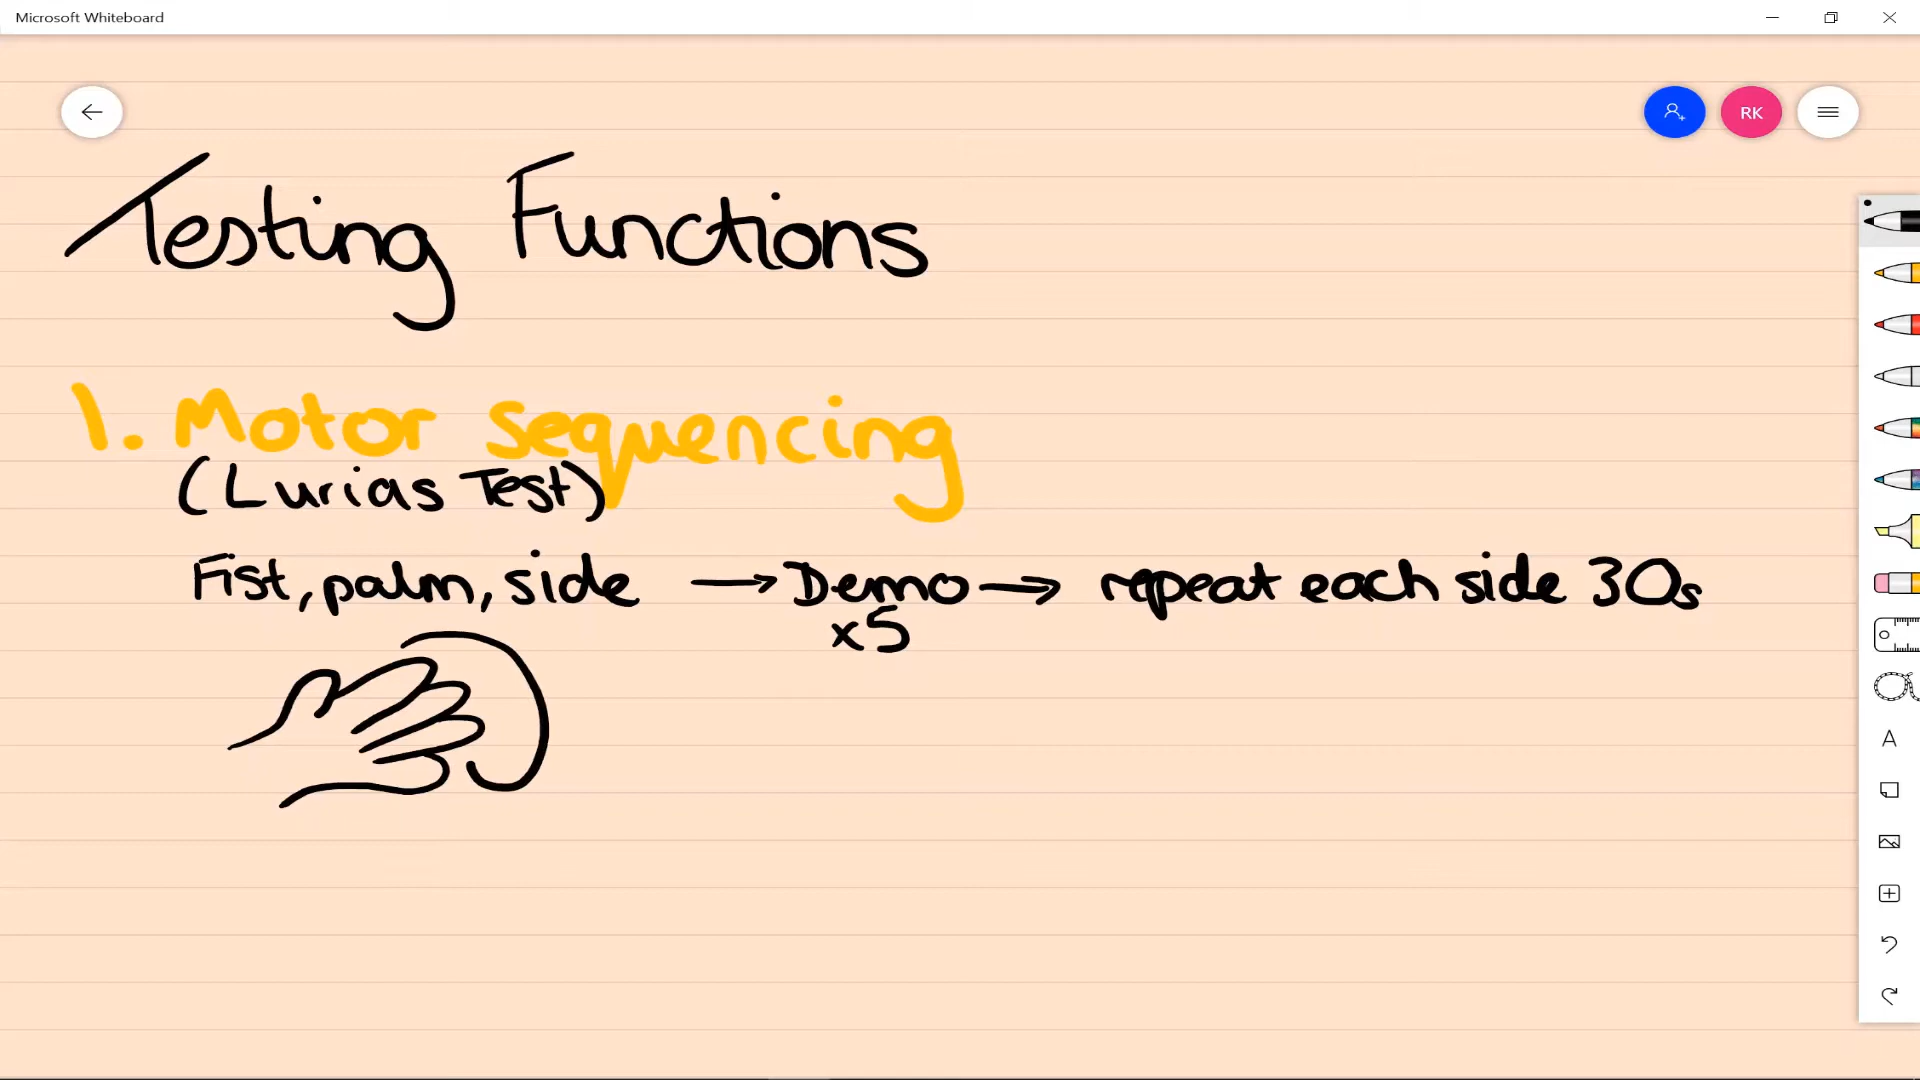 Microsoft Whiteboard
RK
Testing Functions
1. Motor sequencing
(Lurias Test)
Fist, palm, side → Demo → repeat each side 30s
x5
A